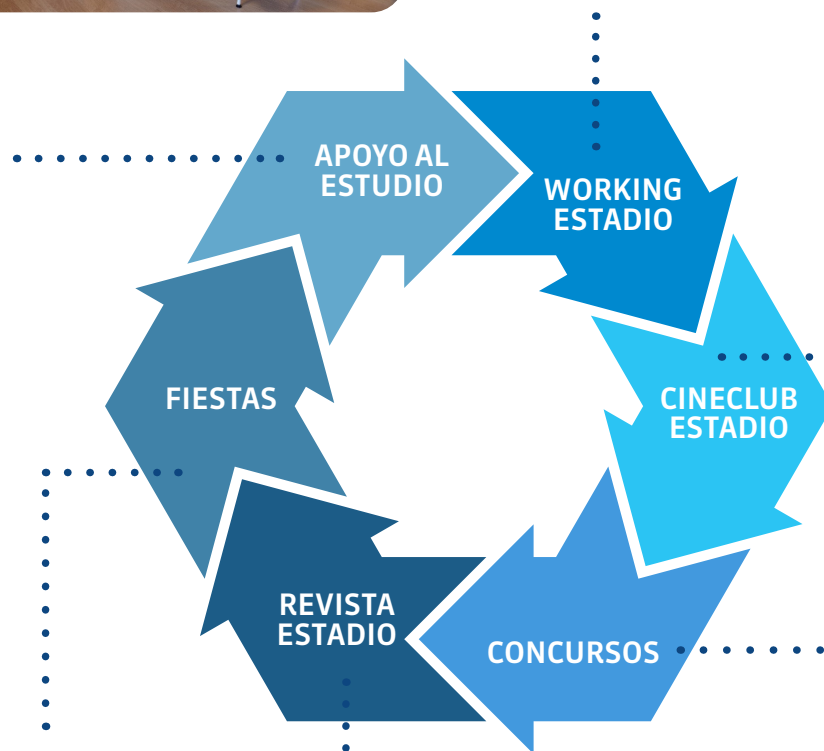 APOYO AL
ESTUDIO
WORKING
ESTADIO
CINECLUB
ESTADIO
CONCURSOS
REVISTA
ESTADIO
FIESTAS